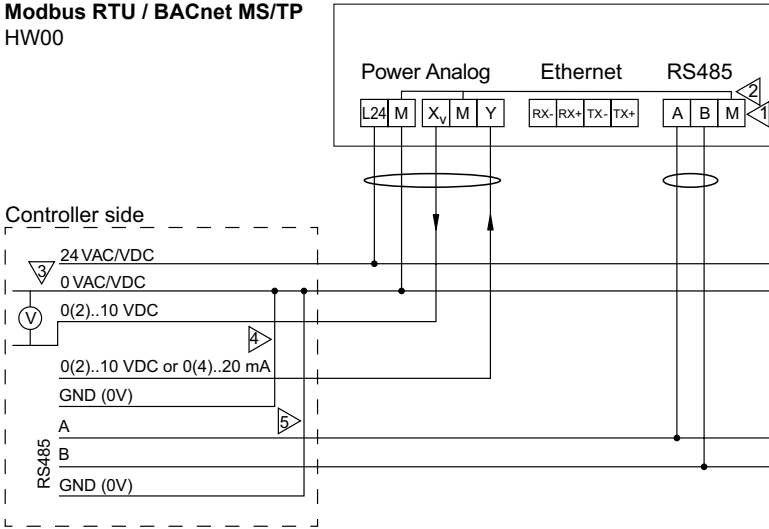 Modbus RTU / BACnet MS/TP
HW00
Power Analog Ethernet RS485
2
L24 M Xv M Y RX- RX+ TX- TX+ A B M 1
Controller side
24 VAC/VDC
3
0 VAC/VDC
V 0(2)..10 VDC
4
0(2)..10 VDC or 0(4)..20 mA
GND (0V)
5
A
RS485
B
GND (0V)